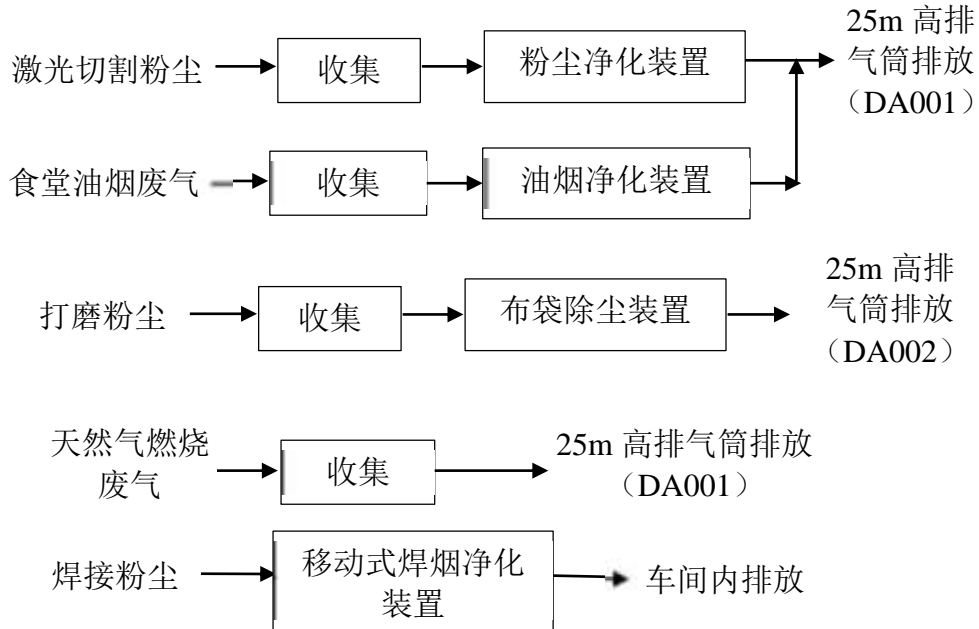 激光切割粉尘
收集
粉尘净化装置
25m 高排
气筒排放
（DA001）
食堂油烟废气
收集
油烟净化装置
打磨粉尘
收集
布袋除尘装置
25m 高排
气筒排放
（DA002）
天然气燃烧
废气
收集
25m 高排气筒排放
（DA001）
焊接粉尘
移动式焊烟净化
装置
车间内排放